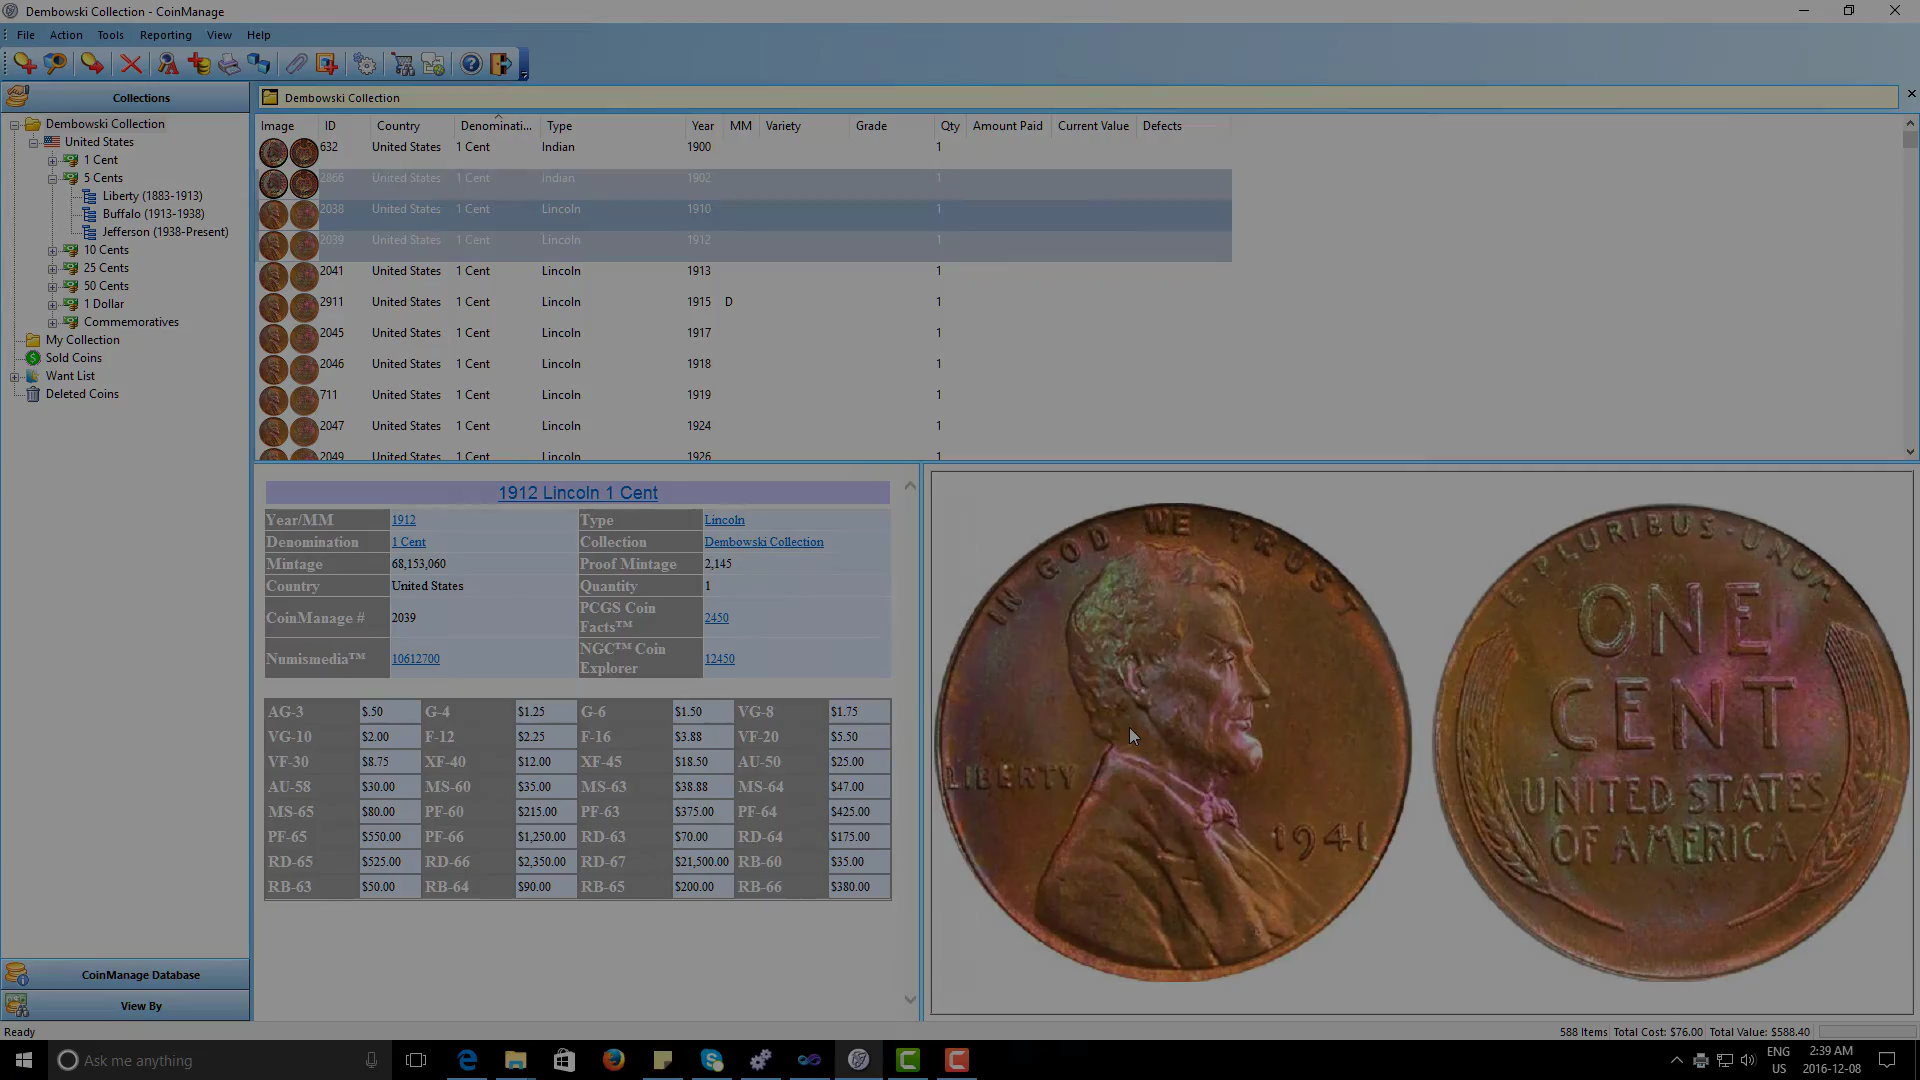 Dembowski Collection - CoinManage
File Action Tools Reporting View Help
Collections
Dembowski Collection
United States
1 Cent
5 Cents
Liberty (1883-1913)
Buffalo (1913-1938)
Jefferson (1938-Present)
10 Cents
25 Cents
50 Cents
1 Dollar
Commemoratives
My Collection
Sold Coins
Want List
Deleted Coins
CoinManage Database
View By
Dembowski Collection
Image ID Country Denominati... Type Year MM Variety Grade Qty Amount Paid Current Value Defects
632 United States 1 Cent Indian 1900 1
2866 United States 1 Cent Indian 1902 1
2038 United States 1 Cent Lincoln 1910 1
2039 United States 1 Cent Lincoln 1912 1
2041 United States 1 Cent Lincoln 1913 1
2911 United States 1 Cent Lincoln 1915 D 1
2045 United States 1 Cent Lincoln 1917 1
2046 United States 1 Cent Lincoln 1918 1
711 United States 1 Cent Lincoln 1919 1
2047 United States 1 Cent Lincoln 1924 1
2049 United States 1 Cent Lincoln 1926 1
1912 Lincoln 1 Cent
Year/MM 1912 Type Lincoln
Denomination 1 Cent Collection Dembowski Collection
Mintage 68,153,060 Proof Mintage 2,145
Country United States Quantity 1
CoinManage # 2039 PCGS Coin Facts™ 2450
Numismedia™ 10612700 NGC™ Coin Explorer 12450
AG-3 $.50 G-4 $1.25 G-6 $1.50 VG-8 $1.75
VG-10 $2.00 F-12 $2.25 F-16 $3.88 VF-20 $5.50
VF-30 $8.75 XF-40 $12.00 XF-45 $18.50 AU-50 $25.00
AU-58 $30.00 MS-60 $35.00 MS-63 $38.88 MS-64 $47.00
MS-65 $80.00 PF-60 $215.00 PF-63 $375.00 PF-64 $425.00
PF-65 $550.00 PF-66 $1,250.00 RD-63 $70.00 RD-64 $175.00
RD-65 $525.00 RD-66 $2,350.00 RD-67 $21,500.00 RB-60 $35.00
RB-63 $50.00 RB-64 $90.00 RB-65 $200.00 RB-66 $380.00
IN GOD WE TRUST
LIBERTY
1941
E·PLURIBUS·UNUM
ONE
CENT
UNITED STATES
OF AMERICA
Ready
588 Items Total Cost: $76.00 Total Value: $588.40
Ask me anything
ENG
US
2:39 AM
2016-12-08